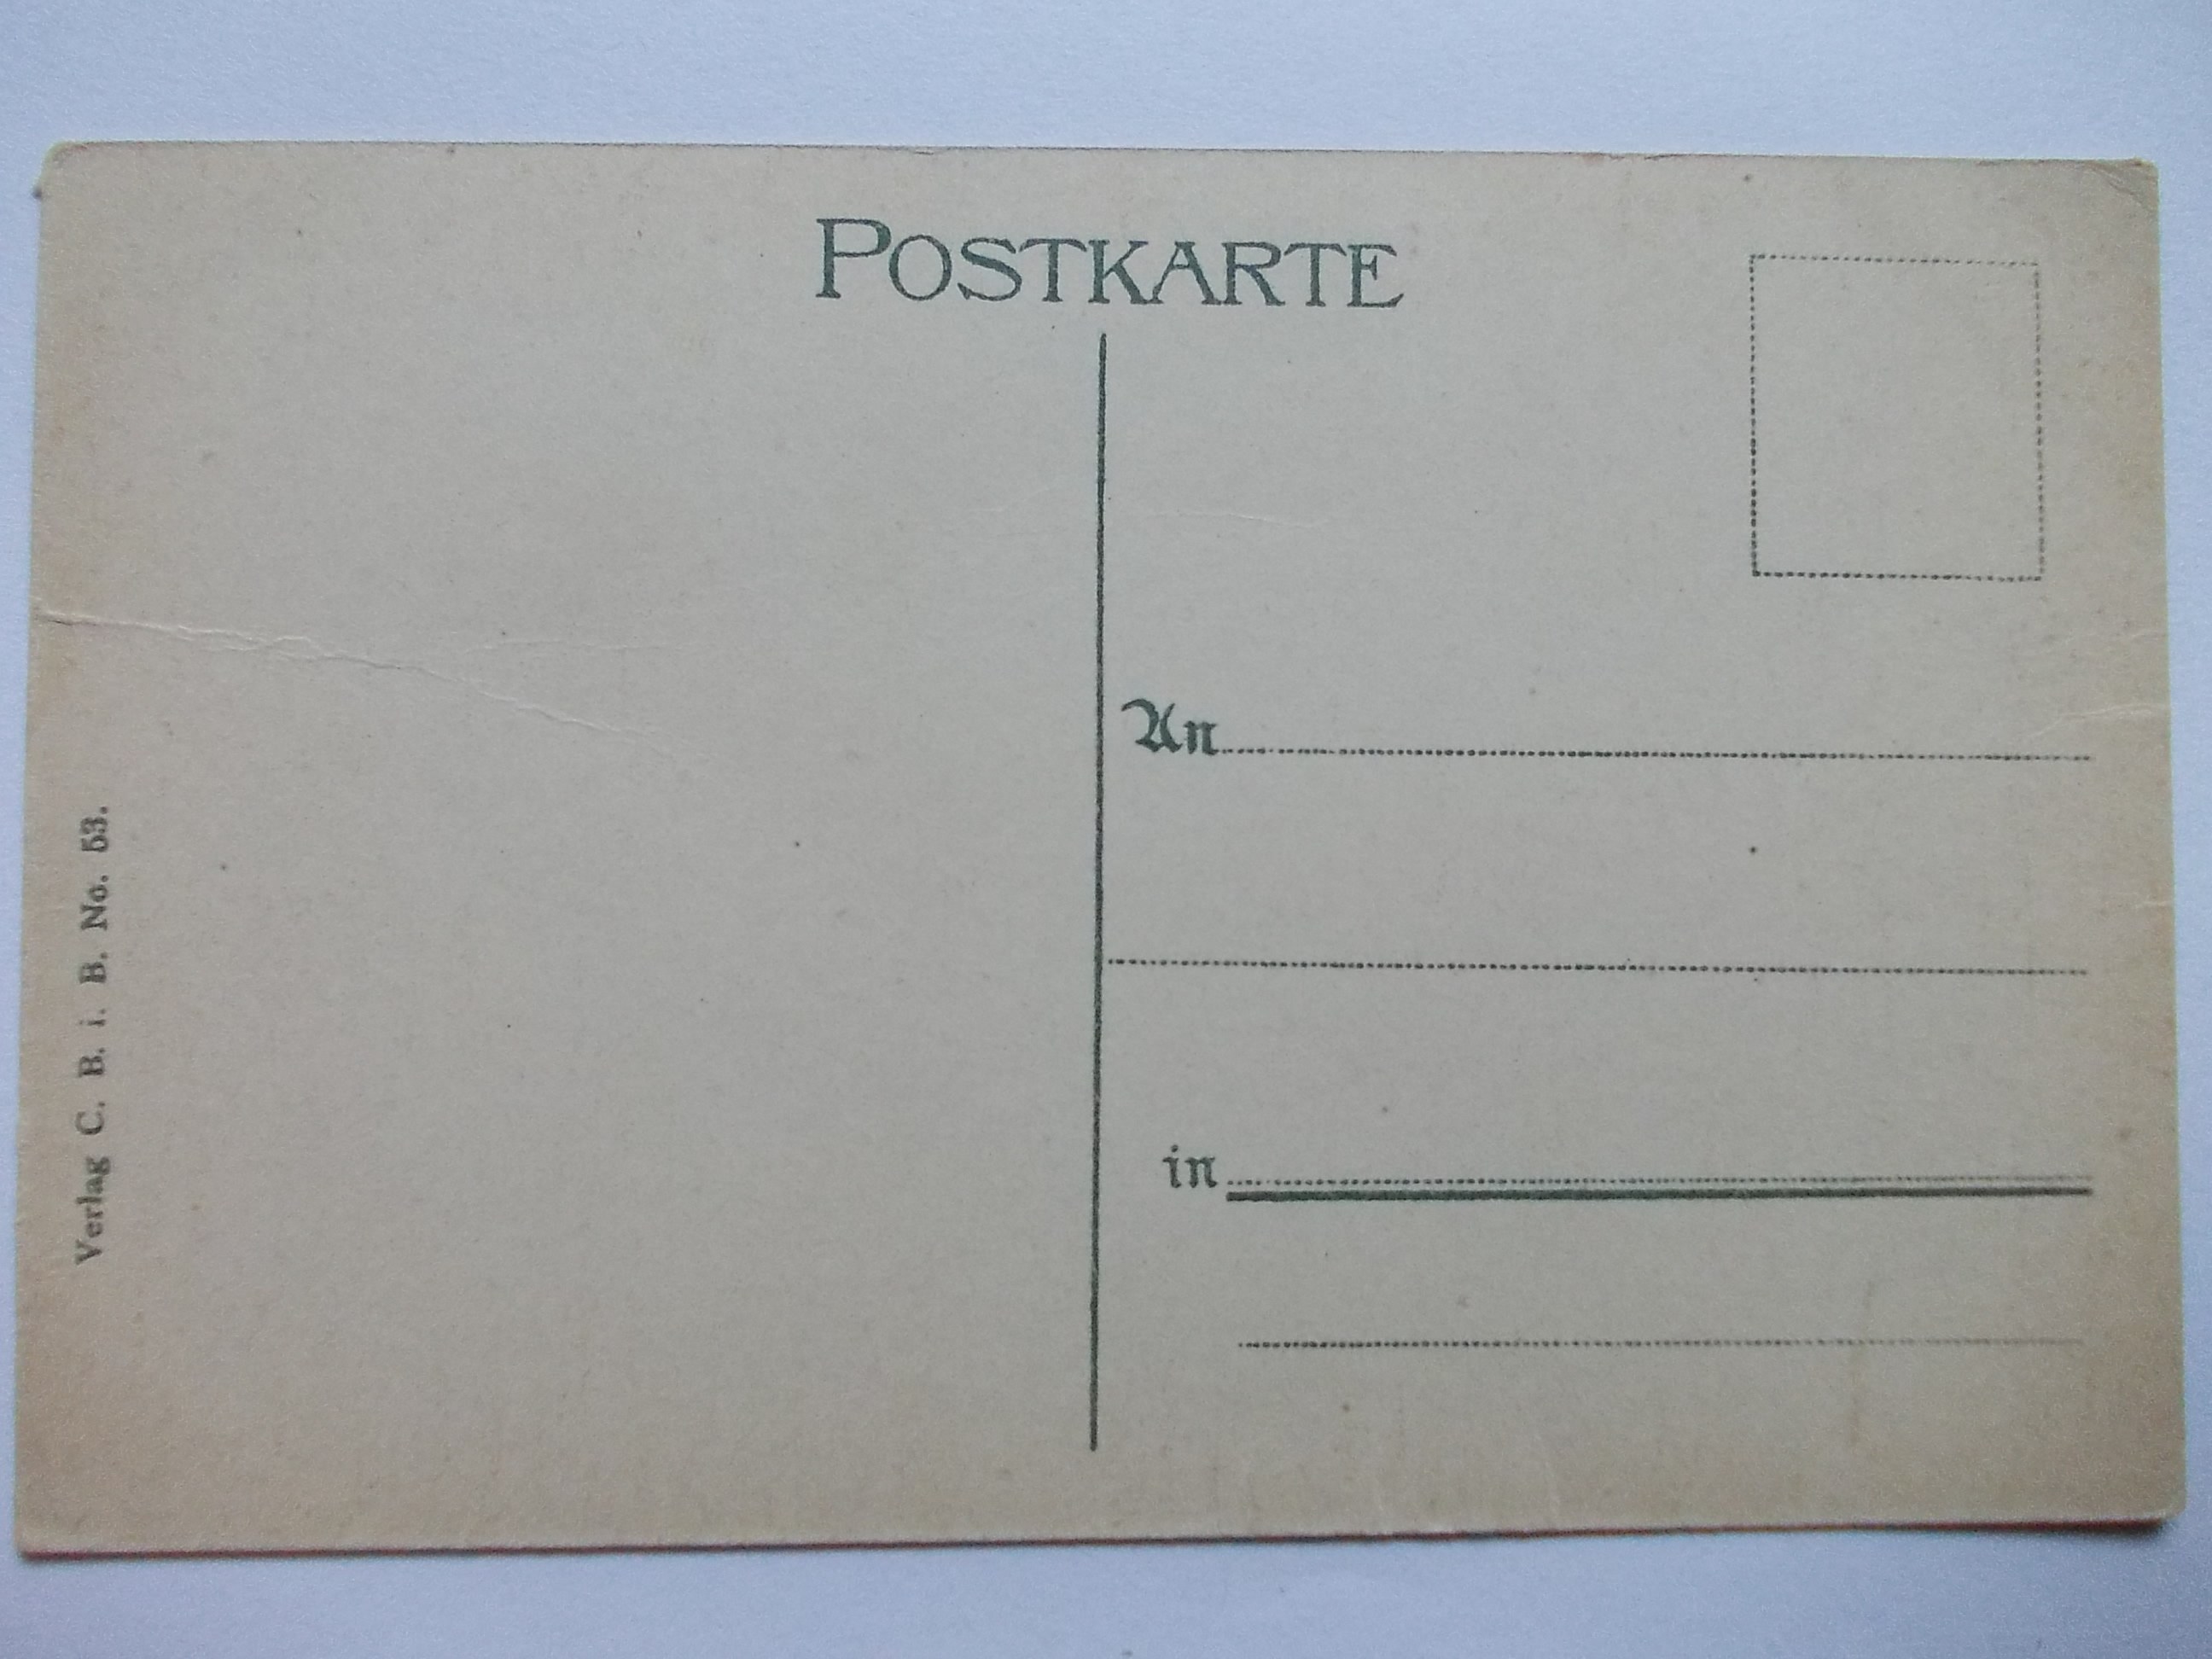 POSTKARTE
An
in
Verlag C. B. i. B. No. 53.